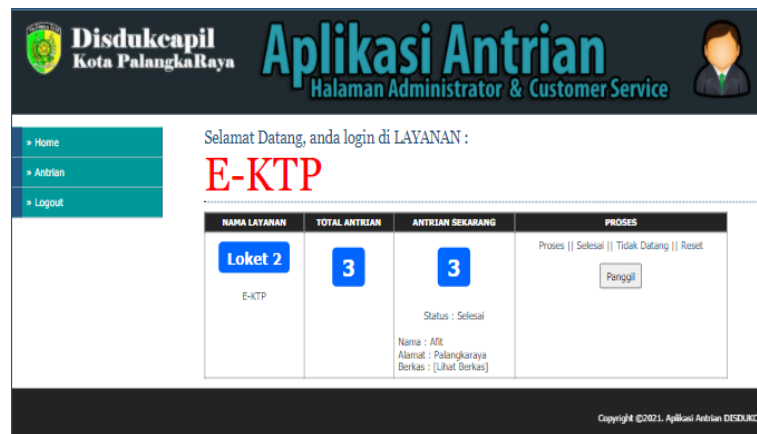 Disdukcapil
Kota PalangkaRaya
Aplikasi Antrian
Halaman Administrator & Customer Service
» Home
» Antrian
» Logout
Selamat Datang, anda login di LAYANAN :
E-KTP
NAMA LAYANAN TOTAL ANTRIAN ANTRIAN SEKARANG PROSES
Loket 2 3 3 Proses || Selesai || Tidak Datang || Reset
Panggil
E-KTP
Status : Selesai
Nama : Afit
Alamat : Palangkaraya
Berkas : [Lihat Berkas]
Copyright ©2021. Aplikasi Antrian DISDUKC